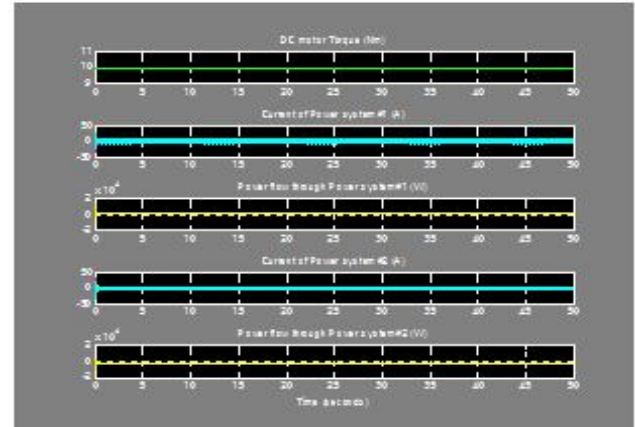 DC motor Torque (Nm)
11
10
9
0 5 10 15 20 25 30 35 40 45 50
Current of Power system #1 (A)
50
0
-50
0 5 10 15 20 25 30 35 40 45 50
Power flow through Power system#1 (W)
x 10⁴
2
0
-2
0 5 10 15 20 25 30 35 40 45 50
Current of Power system #2 (A)
50
0
-50
0 5 10 15 20 25 30 35 40 45 50
Power flow through Power system#2 (W)
x 10⁴
2
0
-2
0 5 10 15 20 25 30 35 40 45 50
Time (seconds)